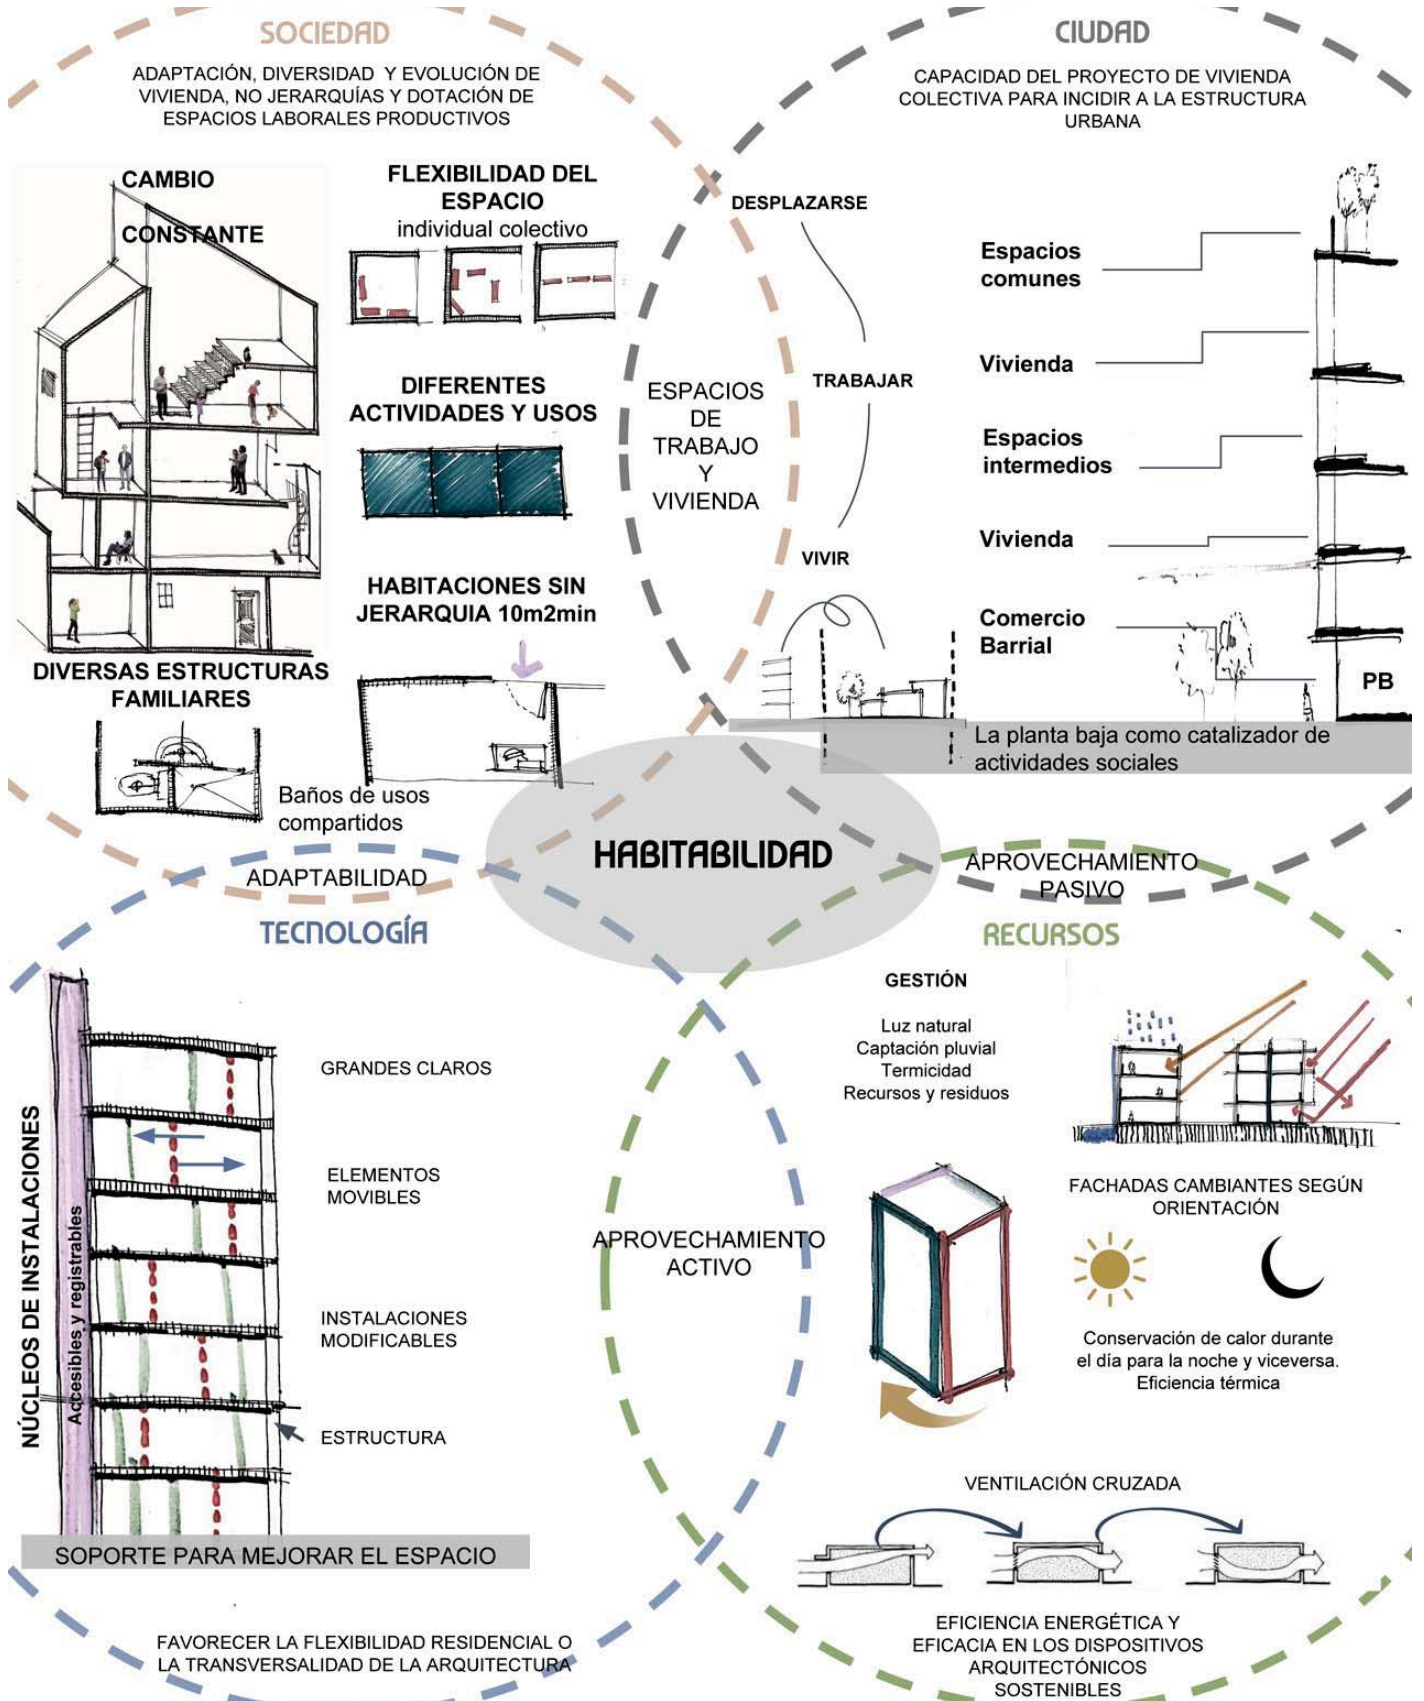 SOCIEDAD
ADAPTACIÓN, DIVERSIDAD Y EVOLUCIÓN DE
VIVIENDA, NO JERARQUÍAS Y DOTACIÓN DE
ESPACIOS LABORALES PRODUCTIVOS
CAMBIO
CONSTANTE
FLEXIBILIDAD DEL
ESPACIO
individual colectivo
DIFERENTES
ACTIVIDADES Y USOS
HABITACIONES SIN
JERARQUIA 10m2min
DIVERSAS ESTRUCTURAS
FAMILIARES
Baños de usos
compartidos
ESPACIOS
DE
TRABAJO
Y
VIVIENDA
CIUDAD
CAPACIDAD DEL PROYECTO DE VIVIENDA
COLECTIVA PARA INCIDIR A LA ESTRUCTURA
URBANA
DESPLAZARSE
TRABAJAR
VIVIR
Espacios
comunes
Vivienda
Espacios
intermedios
Vivienda
Comercio
Barrial
PB
La planta baja como catalizador de
actividades sociales
HABITABILIDAD
ADAPTABILIDAD
APROVECHAMIENTO
PASIVO
TECNOLOGÍA
NÚCLEOS DE INSTALACIONES
Accesibles y registrables
GRANDES CLAROS
ELEMENTOS
MOVIBLES
INSTALACIONES
MODIFICABLES
ESTRUCTURA
SOPORTE PARA MEJORAR EL ESPACIO
FAVORECER LA FLEXIBILIDAD RESIDENCIAL O
LA TRANSVERSALIDAD DE LA ARQUITECTURA
APROVECHAMIENTO
ACTIVO
RECURSOS
GESTIÓN
Luz natural
Captación pluvial
Termicidad
Recursos y residuos
FACHADAS CAMBIANTES SEGÚN
ORIENTACIÓN
Conservación de calor durante
el día para la noche y viceversa.
Eficiencia térmica
VENTILACIÓN CRUZADA
EFICIENCIA ENERGÉTICA Y
EFICACIA EN LOS DISPOSITIVOS
ARQUITECTÓNICOS
SOSTENIBLES